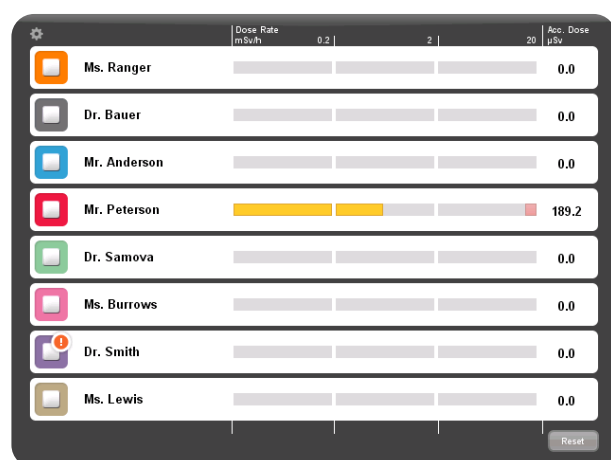 Dose Rate
mSv/h 0.2 2 20
Acc. Dose
µSv
Ms. Ranger 0.0
Dr. Bauer 0.0
Mr. Anderson 0.0
Mr. Peterson 189.2
Dr. Samova 0.0
Ms. Burrows 0.0
! Dr. Smith 0.0
Ms. Lewis 0.0
Reset